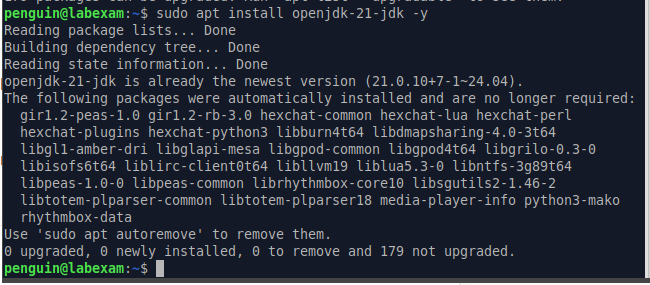 penguin@labexam:~$ sudo apt install openjdk-21-jdk -y
Reading package lists... Done
Building dependency tree... Done
Reading state information... Done
openjdk-21-jdk is already the newest version (21.0.10+7-1~24.04).
The following packages were automatically installed and are no longer required:
  gir1.2-peas-1.0 gir1.2-rb-3.0 hexchat-common hexchat-lua hexchat-perl
  hexchat-plugins hexchat-python3 libburn4t64 libdmapsharing-4.0-3t64
  libgl1-amber-dri libglapi-mesa libgpod-common libgpod4t64 libgrilo-0.3-0
  libisofs6t64 liblirc-client0t64 libllvm19 liblua5.3-0 libntfs-3g89t64
  libpeas-1.0-0 libpeas-common librhythmbox-core10 libsgutils2-1.46-2
  libtotem-plparser-common libtotem-plparser18 media-player-info python3-mako
  rhythmbox-data
Use 'sudo apt autoremove' to remove them.
0 upgraded, 0 newly installed, 0 to remove and 179 not upgraded.
penguin@labexam:~$